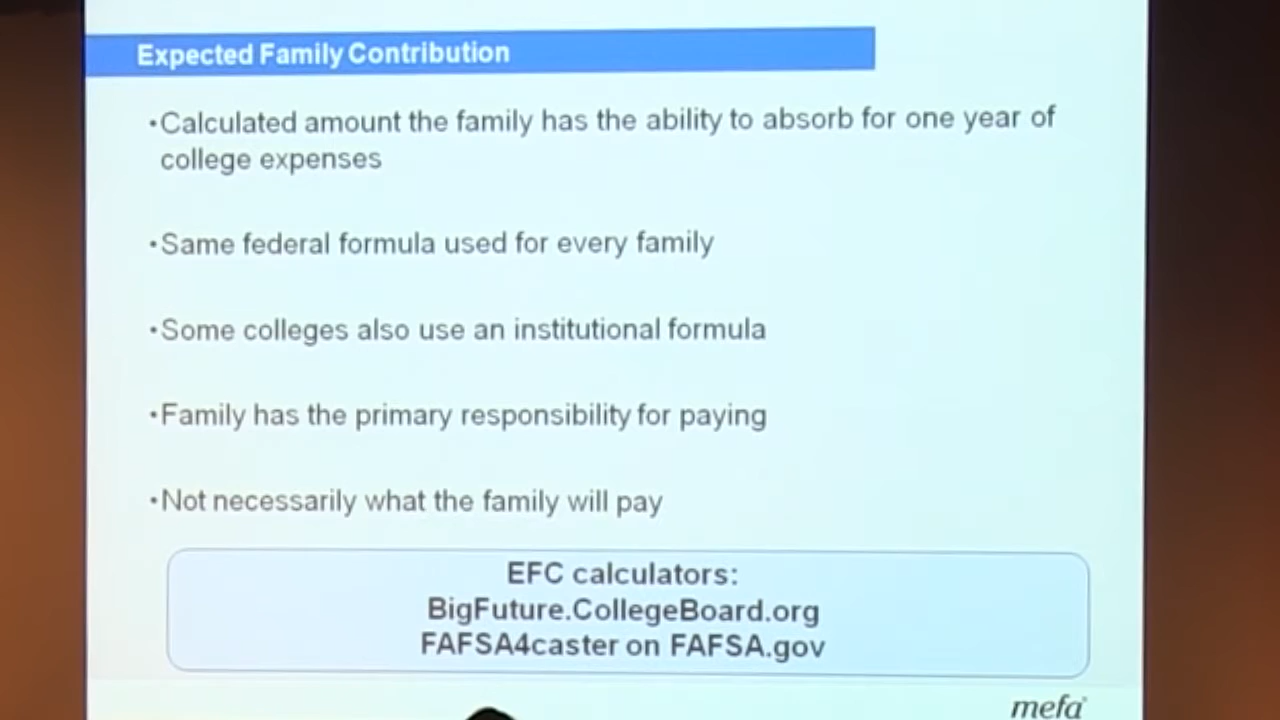 Expected Family Contribution
•Calculated amount the family has the ability to absorb for one year of
college expenses
•Same federal formula used for every family
•Some colleges also use an institutional formula
•Family has the primary responsibility for paying
•Not necessarily what the family will pay
EFC calculators:
BigFuture.CollegeBoard.org
FAFSA4caster on FAFSA.gov
mefa